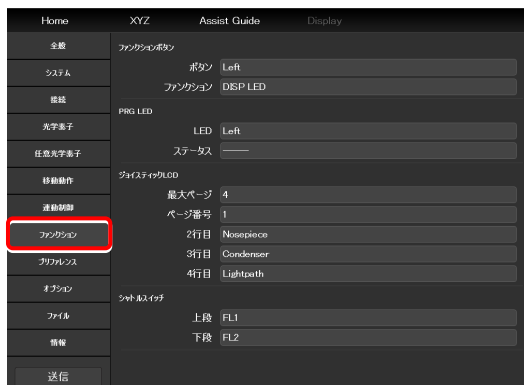 Home XYZ Assist Guide Display
全般
システム
接続
光学素子
任意光学素子
移動動作
連動制御
ファンクション
プリファレンス
オプション
ファイル
情報
送信
ファンクションボタン
ボタン Left
ファンクション DISP LED
PRG LED
LED Left
ステータス ―――
ジョイスティックLCD
最大ページ 4
ページ番号 1
2行目 Nosepiece
3行目 Condenser
4行目 Lightpath
シャトルスイッチ
上段 FL1
下段 FL2